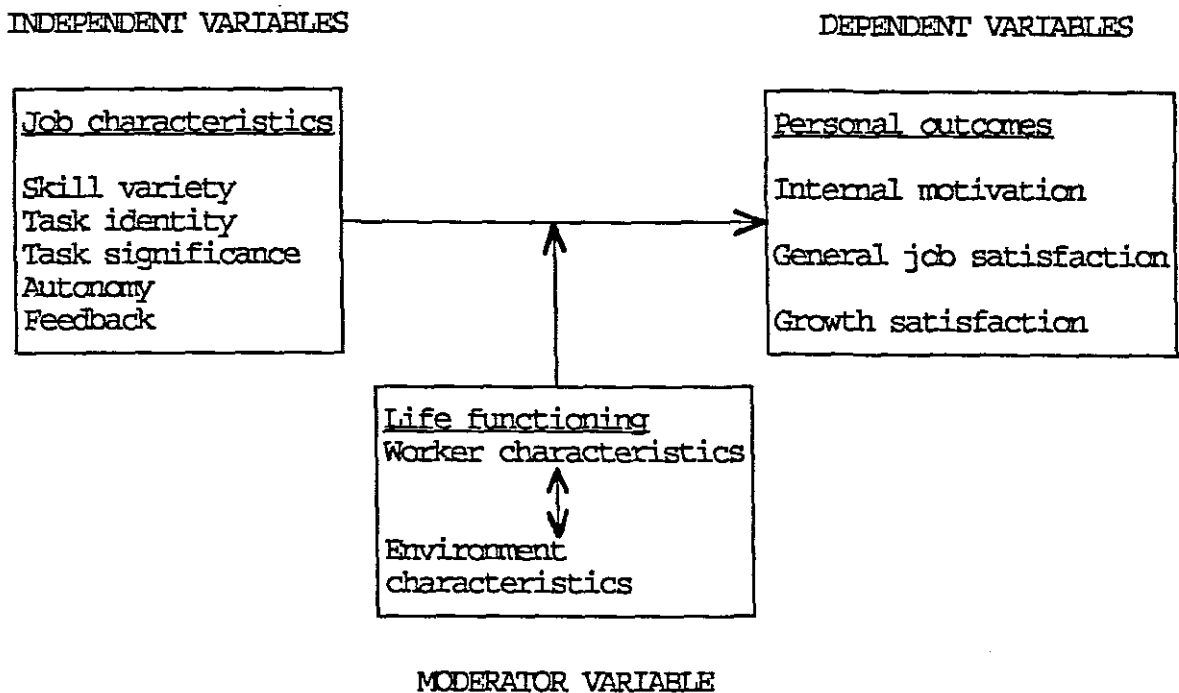 INDEPENDENT VARIABLES
DEPENDENT VARIABLES
Job characteristics
Skill variety
Task identity
Task significance
Autonomy
Feedback
Personal outcomes
Internal motivation
General job satisfaction
Growth satisfaction
Life functioning
Worker characteristics
Environment
characteristics
MODERATOR VARIABLE